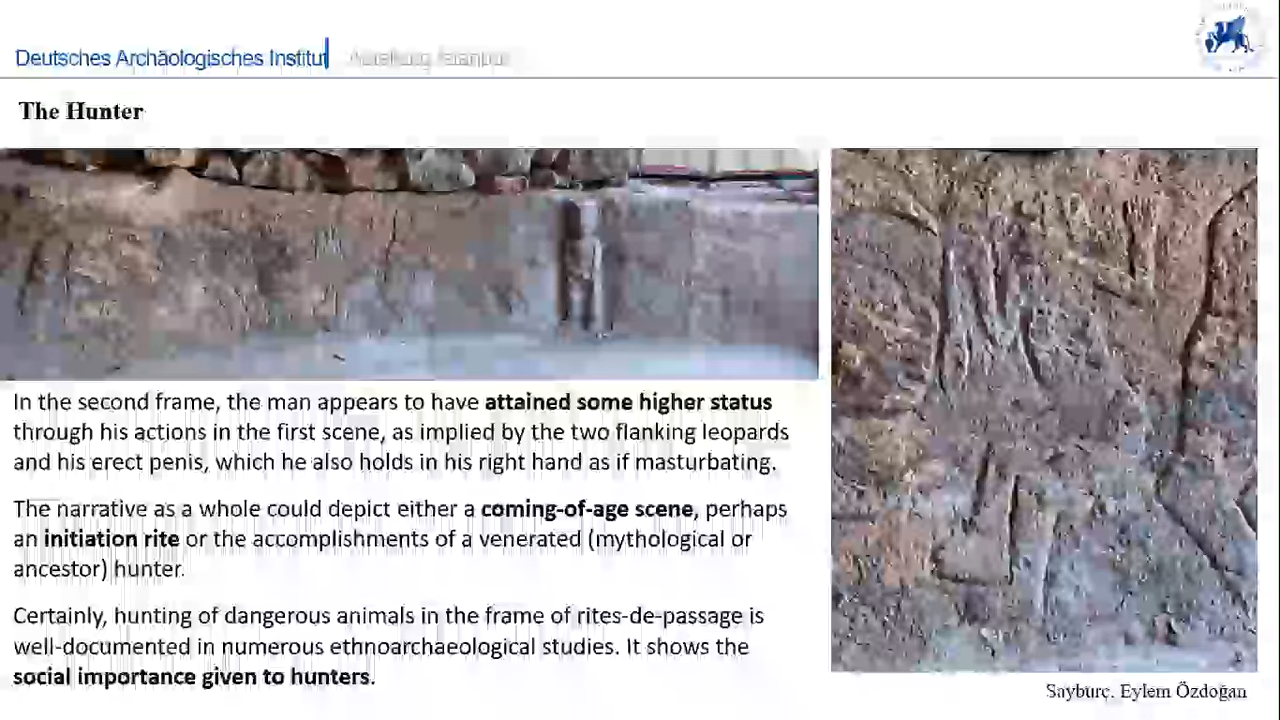 Deutsches Archäologisches Institut
The Hunter
In the second frame, the man appears to have attained some higher status
through his actions in the first scene, as implied by the two flanking leopards
and his erect penis, which he also holds in his right hand as if masturbating.
The narrative as a whole could depict either a coming-of-age scene, perhaps
an initiation rite or the accomplishments of a venerated (mythological or
ancestor) hunter.
Certainly, hunting of dangerous animals in the frame of rites-de-passage is
well-documented in numerous ethnoarchaeological studies. It shows the
social importance given to hunters.
Sayburç. Eylem Özdoğan